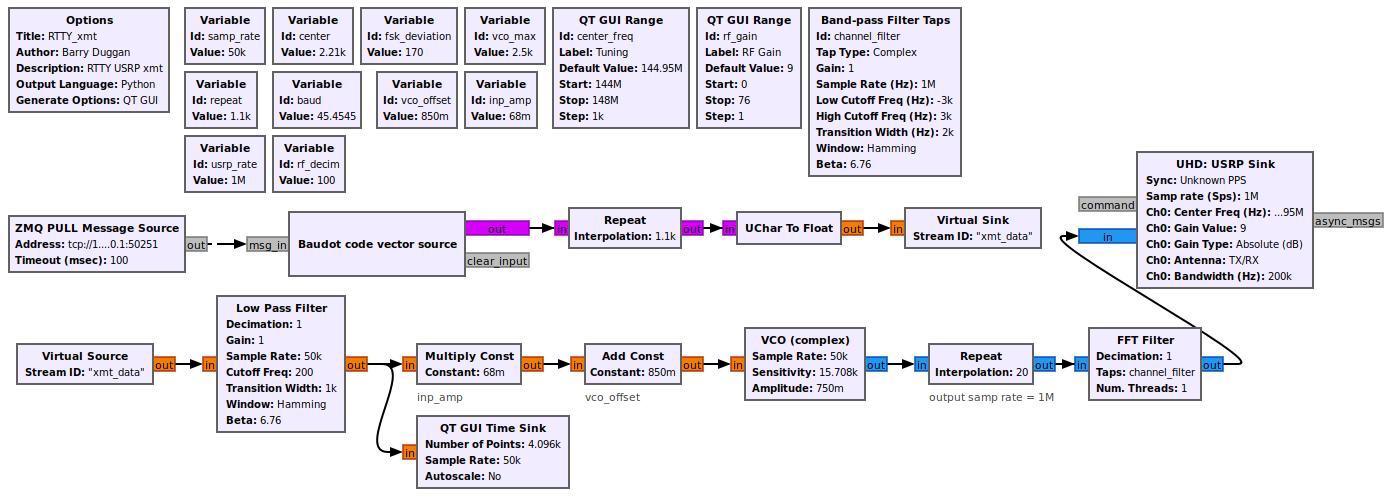 Options
Title: RTTY_xmt
Author: Barry Duggan
Description: RTTY USRP xmt
Output Language: Python
Generate Options: QT GUI
Variable
Id: samp_rate
Value: 50k
Variable
Id: center
Value: 2.21k
Variable
Id: fsk_deviation
Value: 170
Variable
Id: vco_max
Value: 2.5k
Variable
Id: repeat
Value: 1.1k
Variable
Id: baud
Value: 45.4545
Variable
Id: vco_offset
Value: 850m
Variable
Id: inp_amp
Value: 68m
Variable
Id: usrp_rate
Value: 1M
Variable
Id: rf_decim
Value: 100
QT GUI Range
Id: center_freq
Label: Tuning
Default Value: 144.95M
Start: 144M
Stop: 148M
Step: 1k
QT GUI Range
Id: rf_gain
Label: RF Gain
Default Value: 9
Start: 0
Stop: 76
Step: 1
Band-pass Filter Taps
Id: channel_filter
Tap Type: Complex
Gain: 1
Sample Rate (Hz): 1M
Low Cutoff Freq (Hz): -3k
High Cutoff Freq (Hz): 3k
Transition Width (Hz): 2k
Window: Hamming
Beta: 6.76
ZMQ PULL Message Source
Address: tcp://1....0.1:50251
Timeout (msec): 100
out
msg_in
Baudot code vector source
out
clear_input
in
Repeat
Interpolation: 1.1k
out
in
UChar To Float
out
in
Virtual Sink
Stream ID: "xmt_data"
command
in
UHD: USRP Sink
Sync: Unknown PPS
Samp rate (Sps): 1M
Ch0: Center Freq (Hz): ...95M
Ch0: Gain Value: 9
Ch0: Gain Type: Absolute (dB)
Ch0: Antenna: TX/RX
Ch0: Bandwidth (Hz): 200k
async_msgs
Virtual Source
Stream ID: "xmt_data"
out
in
Low Pass Filter
Decimation: 1
Gain: 1
Sample Rate: 50k
Cutoff Freq: 200
Transition Width: 1k
Window: Hamming
Beta: 6.76
out
in
Multiply Const
Constant: 68m
out
inp_amp
in
Add Const
Constant: 850m
out
vco_offset
in
VCO (complex)
Sample Rate: 50k
Sensitivity: 15.708k
Amplitude: 750m
out
in
Repeat
Interpolation: 20
out
output samp rate = 1M
in
FFT Filter
Decimation: 1
Taps: channel_filter
Num. Threads: 1
out
in
QT GUI Time Sink
Number of Points: 4.096k
Sample Rate: 50k
Autoscale: No